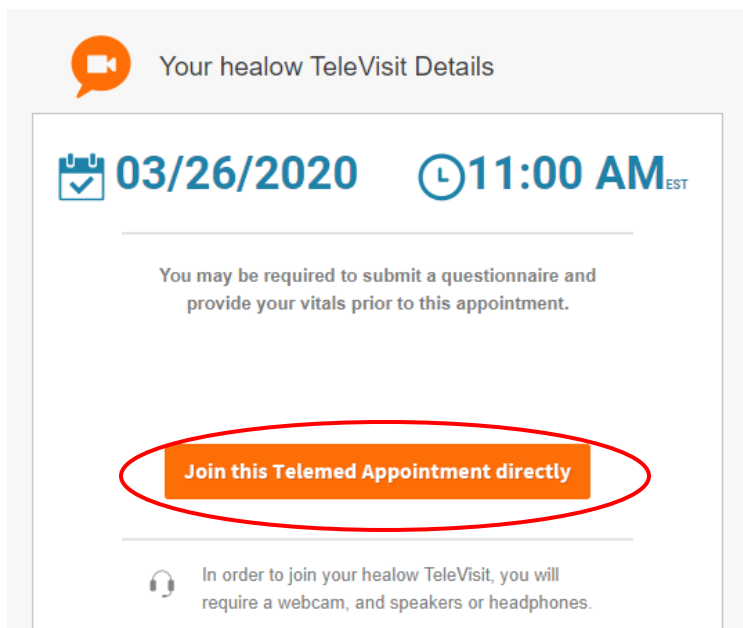 Your healow TeleVisit Details
03/26/2020 11:00 AM EST
You may be required to submit a questionnaire and
provide your vitals prior to this appointment.
Join this Telemed Appointment directly
In order to join your healow TeleVisit, you will
require a webcam, and speakers or headphones.